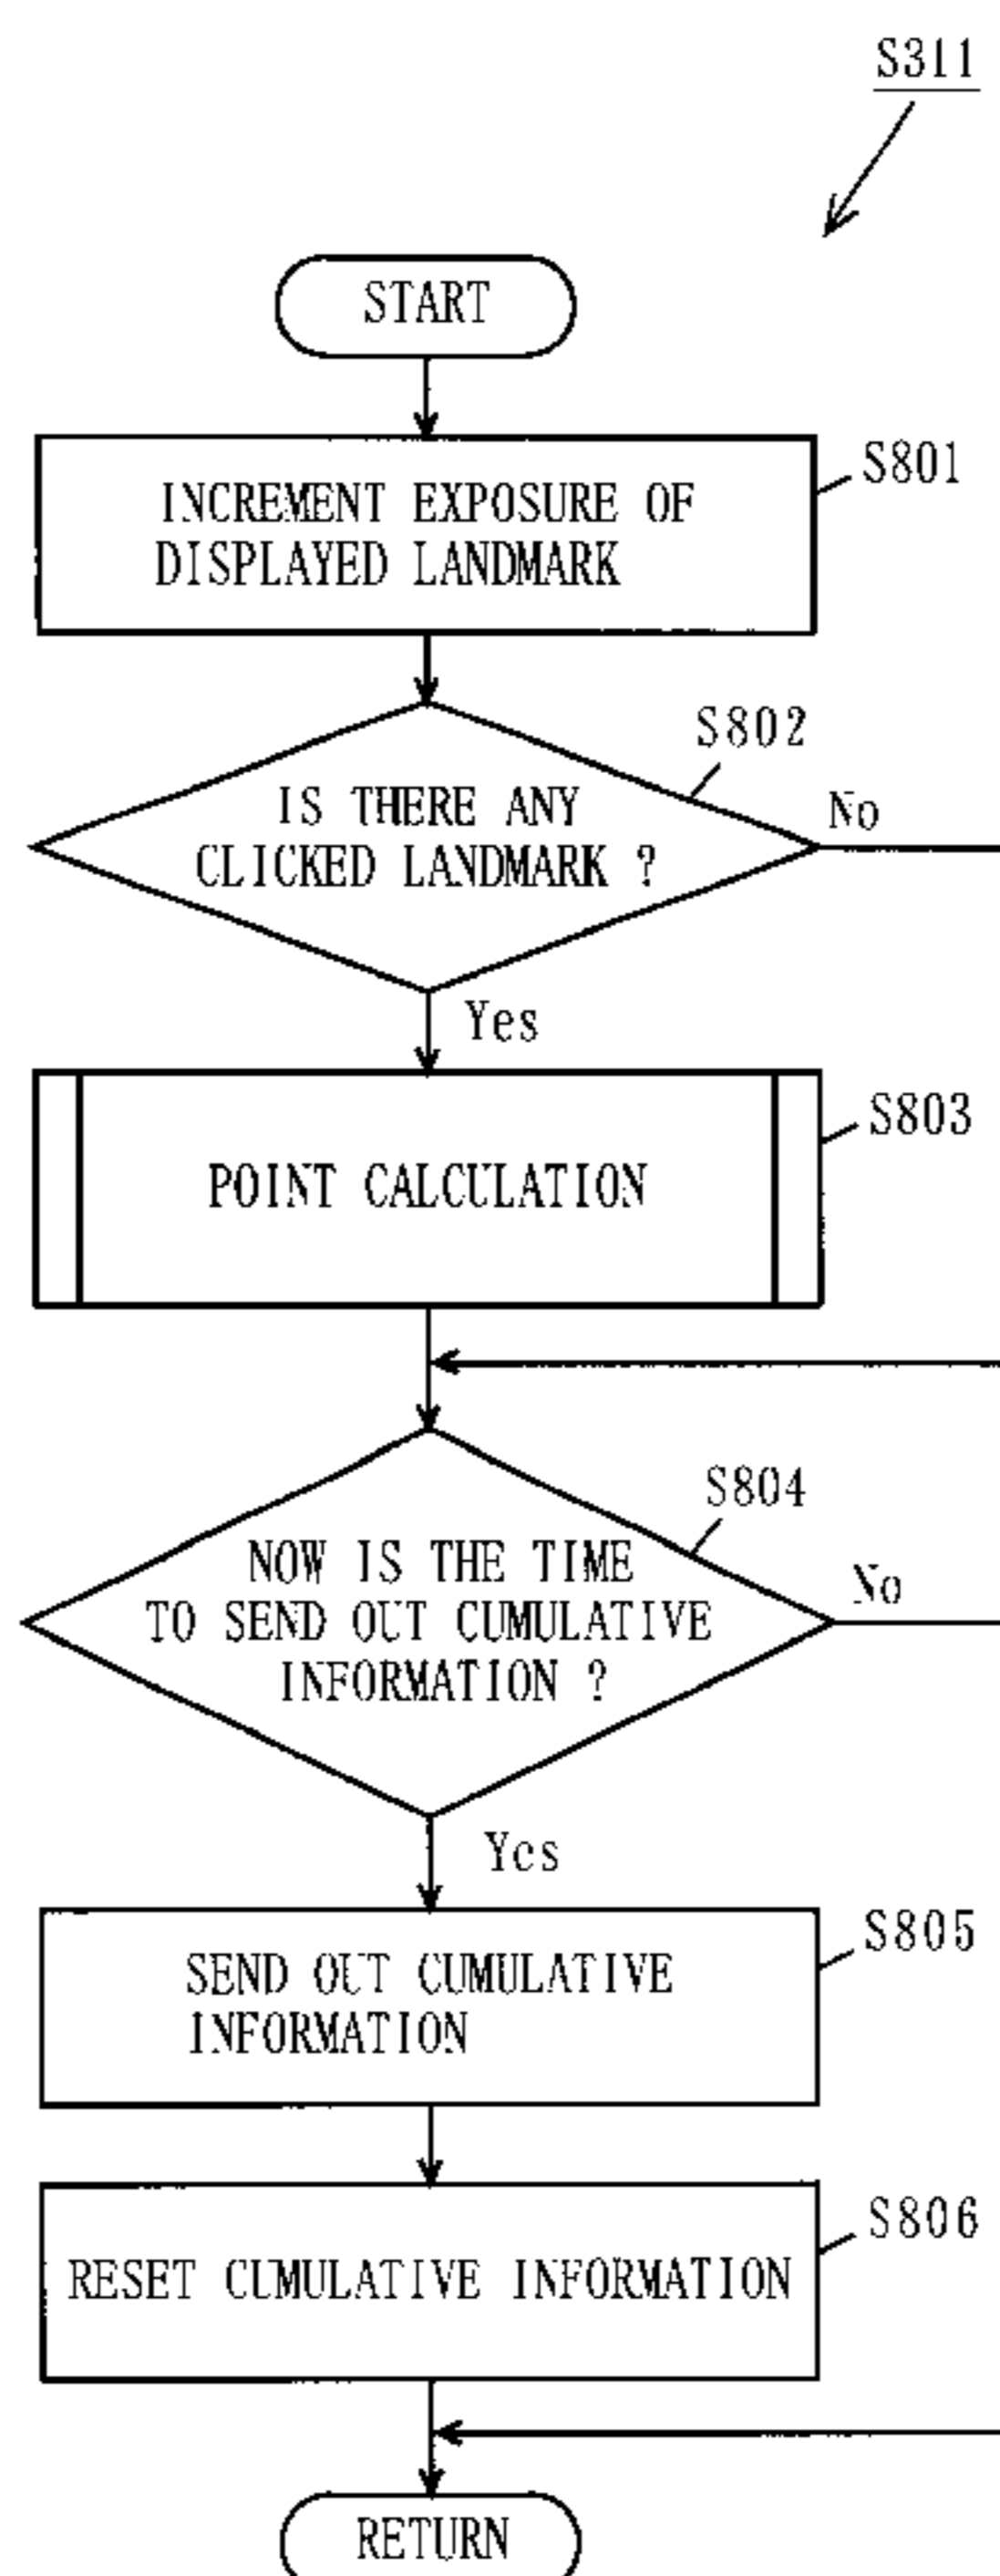 S311
START
S801
INCREMENT EXPOSURE OF
DISPLAYED LANDMARK
S802
IS THERE ANY
CLICKED LANDMARK ?
No
Yes
S803
POINT CALCULATION
S804
NOW IS THE TIME
TO SEND OUT CUMULATIVE
INFORMATION ?
No
Yes
S805
SEND OUT CUMULATIVE
INFORMATION
S806
RESET CUMULATIVE INFORMATION
RETURN